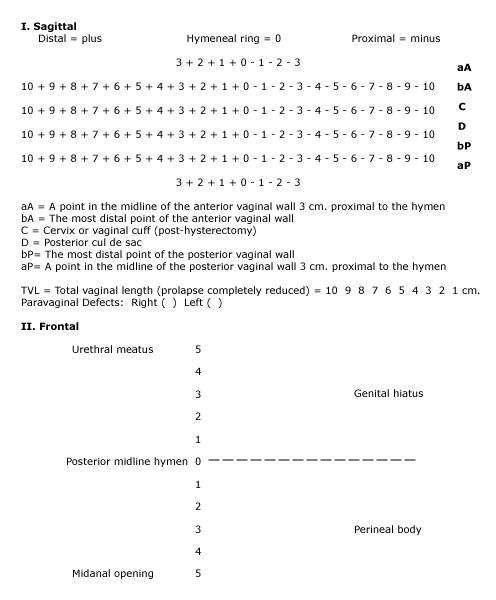 I. Sagittal
Distal = plus Hymeneal ring = 0 Proximal = minus
3 + 2 + 1 + 0 - 1 - 2 - 3 aA
10 + 9 + 8 + 7 + 6 + 5 + 4 + 3 + 2 + 1 + 0 - 1 - 2 - 3 - 4 - 5 - 6 - 7 - 8 - 9 - 10 bA
10 + 9 + 8 + 7 + 6 + 5 + 4 + 3 + 2 + 1 + 0 - 1 - 2 - 3 - 4 - 5 - 6 - 7 - 8 - 9 - 10 C
10 + 9 + 8 + 7 + 6 + 5 + 4 + 3 + 2 + 1 + 0 - 1 - 2 - 3 - 4 - 5 - 6 - 7 - 8 - 9 - 10 D
10 + 9 + 8 + 7 + 6 + 5 + 4 + 3 + 2 + 1 + 0 - 1 - 2 - 3 - 4 - 5 - 6 - 7 - 8 - 9 - 10 bP
3 + 2 + 1 + 0 - 1 - 2 - 3 aP
aA = A point in the midline of the anterior vaginal wall 3 cm. proximal to the hymen
bA = The most distal point of the anterior vaginal wall
C = Cervix or vaginal cuff (post-hysterectomy)
D = Posterior cul de sac
bP= The most distal point of the posterior vaginal wall
aP= A point in the midline of the posterior vaginal wall 3 cm. proximal to the hymen
TVL = Total vaginal length (prolapse completely reduced) = 10 9 8 7 6 5 4 3 2 1 cm.
Paravaginal Defects: Right ( ) Left ( )
II. Frontal
Urethral meatus 5
4
3 Genital hiatus
2
1
Posterior midline hymen 0
1
2
3 Perineal body
4
Midanal opening 5